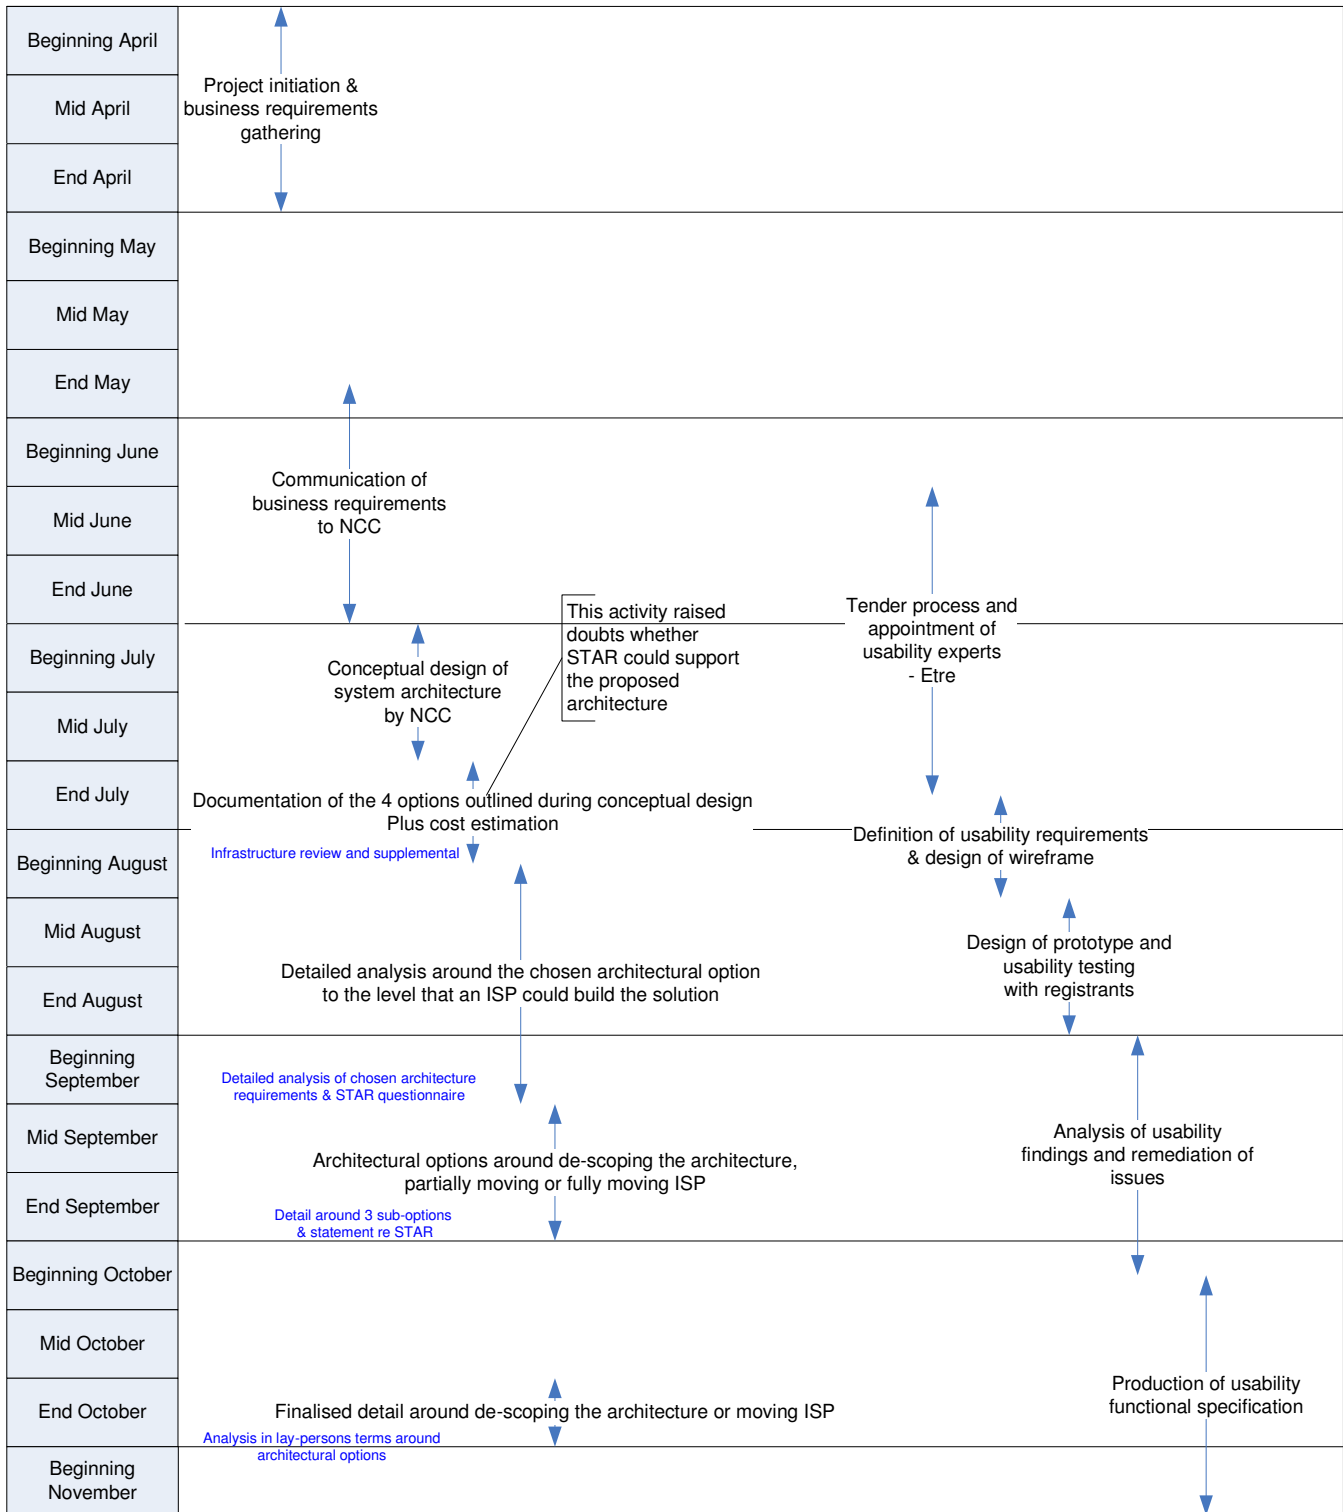 Beginning April
Project initiation &
business requirements
gathering
Mid April
End April
Beginning May
Mid May
End May
Beginning June
Communication of
business requirements
to NCC
Mid June
End June
This activity raised
doubts whether
STAR could support
the proposed
architecture
Tender process and
appointment of
usability experts
- Etre
Beginning July
Conceptual design of
system architecture
by NCC
Mid July
End July
Documentation of the 4 options outlined during conceptual design
Plus cost estimation
Infrastructure review and supplemental
Definition of usability requirements
& design of wireframe
Beginning August
Mid August
Design of prototype and
usability testing
with registrants
Detailed analysis around the chosen architectural option
to the level that an ISP could build the solution
End August
Beginning
September
Detailed analysis of chosen architecture
requirements & STAR questionnaire
Mid September
Architectural options around de-scoping the architecture,
partially moving or fully moving ISP
Analysis of usability
findings and remediation of
issues
End September
Detail around 3 sub-options
& statement re STAR
Beginning October
Mid October
End October
Finalised detail around de-scoping the architecture or moving ISP
Analysis in lay-persons terms around
architectural options
Production of usability
functional specification
Beginning
November